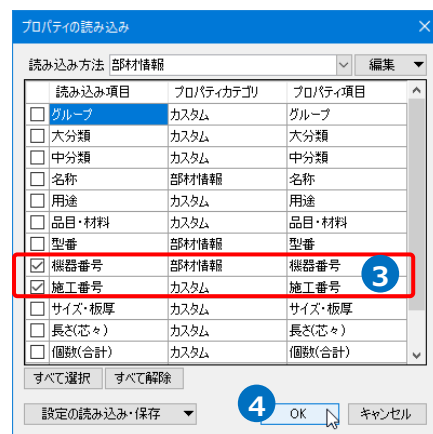 プロパティの読み込み
読み込み方法 部材情報 編集
読み込み項目 プロパティカテゴリ プロパティ項目
グループ カスタム グループ
大分類 カスタム 大分類
中分類 カスタム 中分類
名称 部材情報 名称
用途 カスタム 用途
品目・材料 カスタム 品目・材料
型番 部材情報 型番
機器番号 部材情報 機器番号
施工番号 カスタム 施工番号
3
サイズ・板厚 カスタム サイズ・板厚
長さ(芯々) カスタム 長さ(芯々)
個数(合計) カスタム 個数(合計)
すべて選択 すべて解除
設定の読み込み・保存 4 OK キャンセル